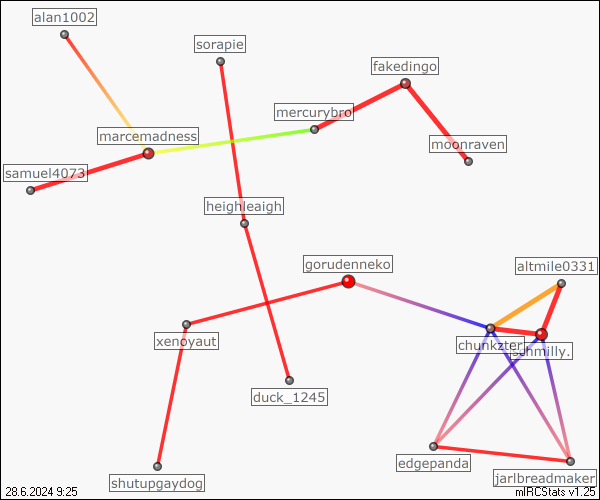 alan1002
sorapie
fakedingo
mercurybro
marcemadness
moonraven
samuel4073
heighleaigh
gorudenneko
altmile0331
xenoyaut
chunkzter
duck_1245
edgepanda
jarlbreadmaker
shutupgaydog
28.6.2024 9:25
mIRCStats v1.25